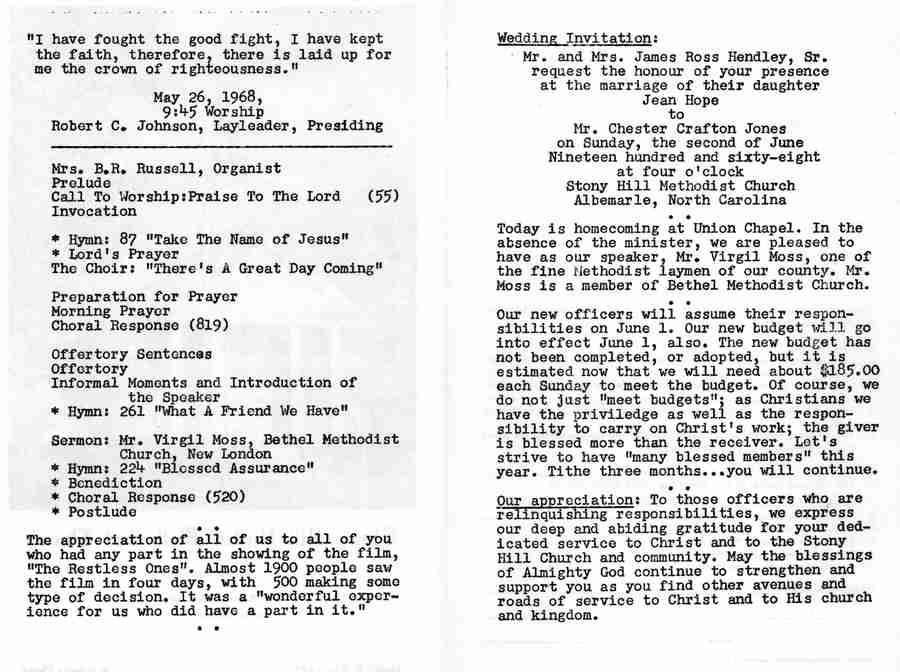 "I have fought the good fight, I have kept
the faith, therefore, there is laid up for
me the crown of righteousness."
May 26, 1968,
9:45 Worship
Robert C. Johnson, Layleader, Presiding
Mrs. B.R. Russell, Organist
Prelude
Call To Worship:Praise To The Lord (55)
Invocation
* Hymn: 87 "Take The Name of Jesus"
* Lord's Prayer
The Choir: "There's A Great Day Coming"
Preparation for Prayer
Morning Prayer
Choral Response (819)
Offertory Sentences
Offertory
Informal Moments and Introduction of
the Speaker
* Hymn: 261 "What A Friend We Have"
Sermon: Mr. Virgil Moss, Bethel Methodist
Church, New London
* Hymn: 224 "Blessed Assurance"
* Benediction
* Choral Response (520)
* Postlude
. .
The appreciation of all of us to all of you
who had any part in the showing of the film,
"The Restless Ones". Almost 1900 people saw
the film in four days, with 500 making some
type of decision. It was a "wonderful exper-
ience for us who did have a part in it."
. .
Wedding Invitation:
Mr. and Mrs. James Ross Hendley, Sr.
request the honour of your presence
at the marriage of their daughter
Jean Hope
to
Mr. Chester Crafton Jones
on Sunday, the second of June
Nineteen hundred and sixty-eight
at four o'clock
Stony Hill Methodist Church
Albemarle, North Carolina
. .
Today is homecoming at Union Chapel. In the
absence of the minister, we are pleased to
have as our speaker, Mr. Virgil Moss, one of
the fine Methodist laymen of our county. Mr.
Moss is a member of Bethel Methodist Church.
. .
Our new officers will assume their respon-
sibilities on June 1. Our new budget will go
into effect June 1, also. The new budget has
not been completed, or adopted, but it is
estimated now that we will need about $185.00
each Sunday to meet the budget. Of course, we
do not just "meet budgets"; as Christians we
have the priviledge as well as the respon-
sibility to carry on Christ's work; the giver
is blessed more than the receiver. Let's
strive to have "many blessed members" this
year. Tithe three months...you will continue.
. .
Our appreciation: To those officers who are
relinquishing responsibilities, we express
our deep and abiding gratitude for your ded-
icated service to Christ and to the Stony
Hill Church and community. May the blessings
of Almighty God continue to strengthen and
support you as you find other avenues and
roads of service to Christ and to His church
and kingdom.